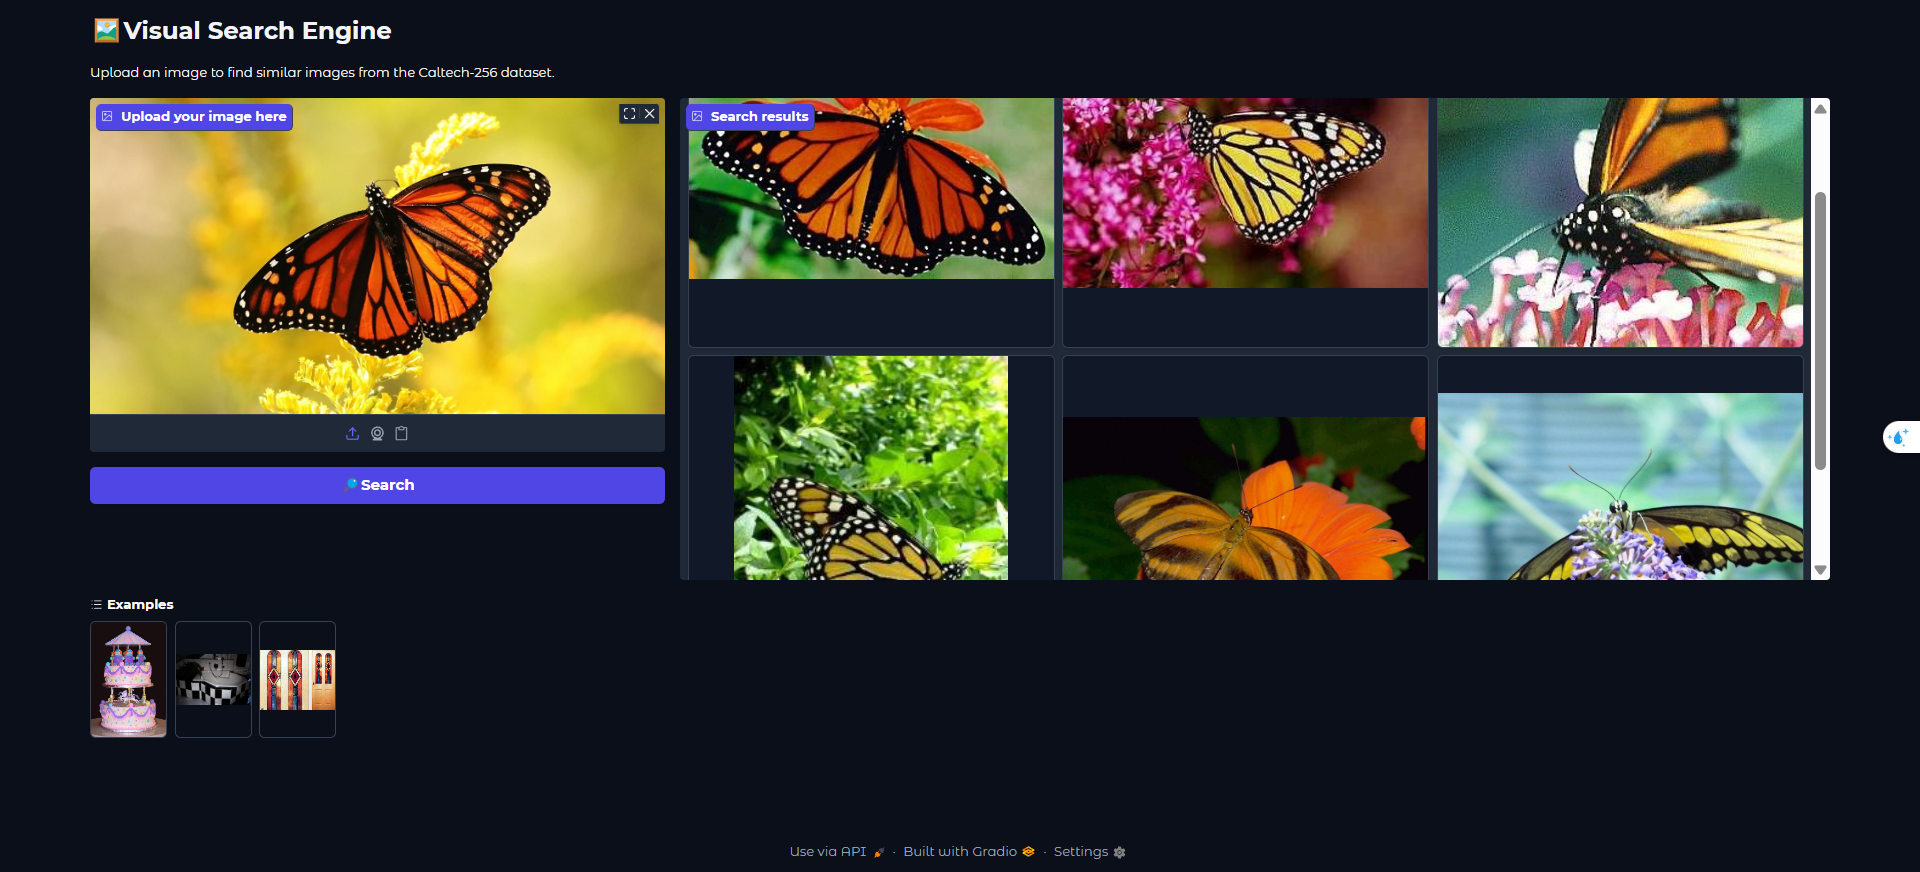 Visual Search Engine
Upload an image to find similar images from the Caltech-256 dataset.
Upload your image here
Search results
Search
Examples
Use via API · Built with Gradio · Settings